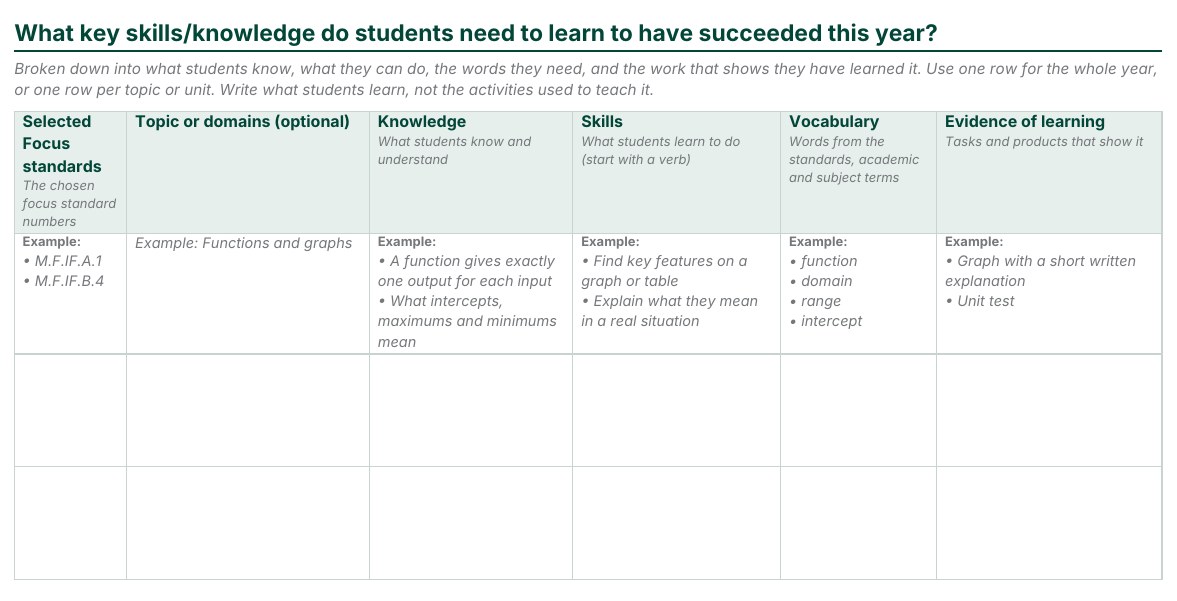 What key skills/knowledge do students need to learn to have succeeded this year?
Broken down into what students know, what they can do, the words they need, and the work that shows they have learned it. Use one row for the whole year,
or one row per topic or unit. Write what students learn, not the activities used to teach it.
Selected
Focus
standards
The chosen
focus standard
numbers
Topic or domains (optional)
Knowledge
What students know and
understand
Skills
What students learn to do
(start with a verb)
Vocabulary
Words from the
standards, academic
and subject terms
Evidence of learning
Tasks and products that show it
Example:
• M.F.IF.A.1
• M.F.IF.B.4
Example: Functions and graphs
Example:
• A function gives exactly
one output for each input
• What intercepts,
maximums and minimums
mean
Example:
• Find key features on a
graph or table
• Explain what they mean
in a real situation
Example:
• function
• domain
• range
• intercept
Example:
• Graph with a short written
explanation
• Unit test